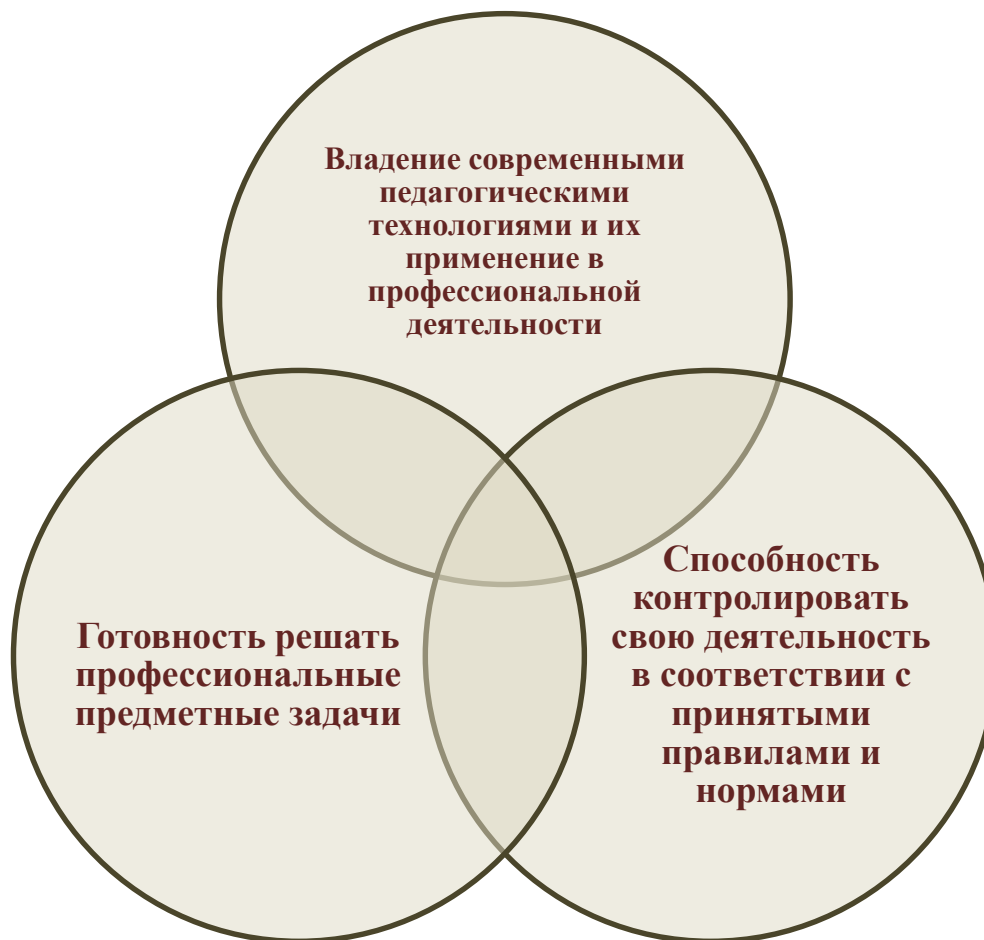 Владение современными
педагогическими
технологиями и их
применение в
профессиональной
деятельности
Готовность решать
профессиональные
предметные задачи
Способность
контролировать
свою деятельность
в соответствии с
принятыми
правилами и
нормами